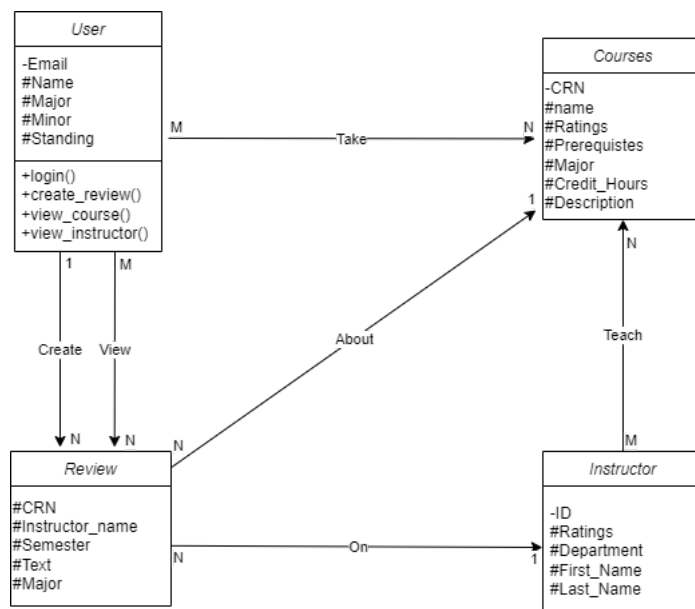 User
-Email
#Name
#Major
#Minor
#Standing
+login()
+create_review()
+view_course()
+view_instructor()
Courses
-CRN
#name
#Ratings
#Prerequistes
#Major
#Credit_Hours
#Description
M
Take
N
1
M
1
N
Create
View
About
Teach
N
N
N
M
Review
#CRN
#Instructor_name
#Semester
#Text
#Major
N
On
1
Instructor
-ID
#Ratings
#Department
#First_Name
#Last_Name